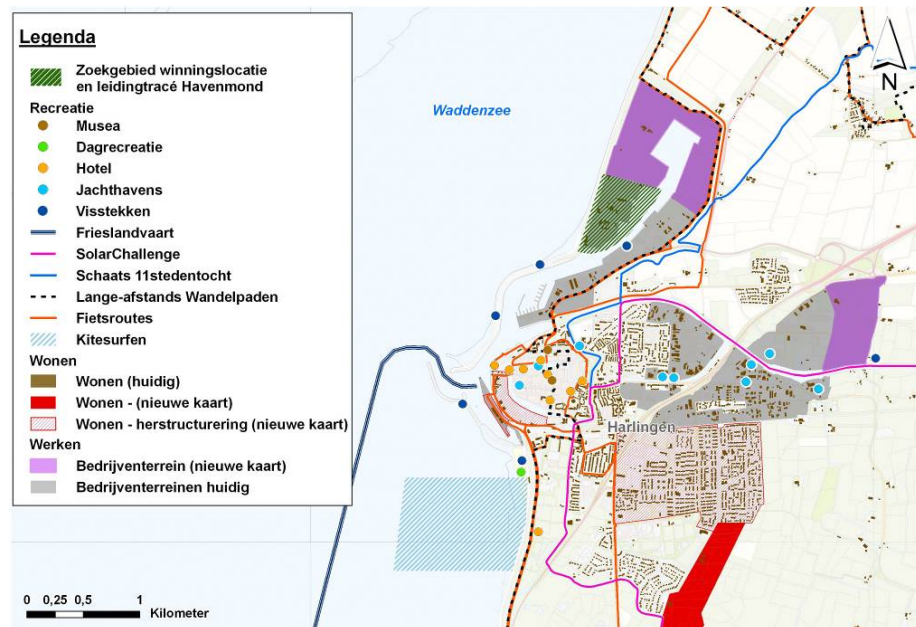 Legenda
Zoekgebied winningslocatie
en leidingtracé Havenmond
Recreatie
Musea
Dagrecreatie
Hotel
Jachthavens
Visstekken
Frieslandvaart
SolarChallenge
Schaats 11stedentocht
Lange-afstands Wandelpaden
Fietsroutes
Kitesurfen
Wonen
Wonen (huidig)
Wonen - (nieuwe kaart)
Wonen - herstructurering (nieuwe kaart)
Werken
Bedrijventerrein (nieuwe kaart)
Bedrijventerreinen huidig
Waddenzee
N
Harlingen
0 0,25 0,5 1
Kilometer